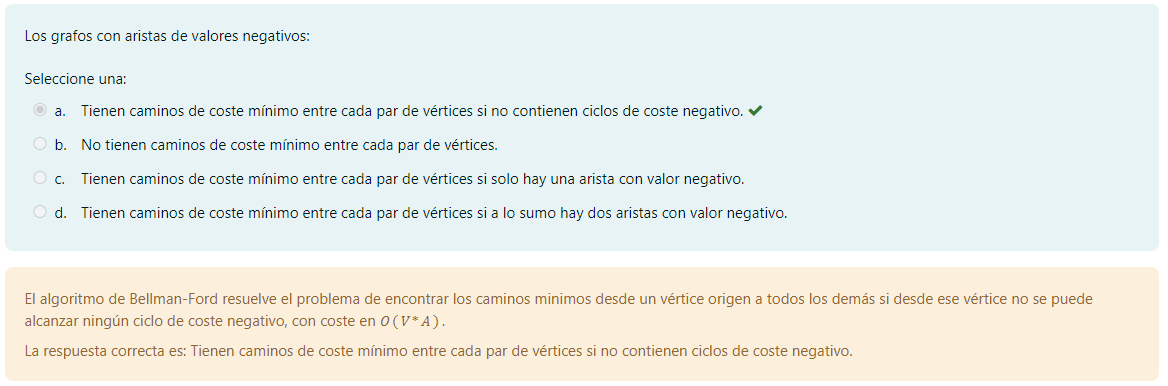 Los grafos con aristas de valores negativos:
Seleccione una:
a. Tienen caminos de coste mínimo entre cada par de vértices si no contienen ciclos de coste negativo.
b. No tienen caminos de coste mínimo entre cada par de vértices.
c. Tienen caminos de coste mínimo entre cada par de vértices si solo hay una arista con valor negativo.
d. Tienen caminos de coste mínimo entre cada par de vértices si a lo sumo hay dos aristas con valor negativo.
El algoritmo de Bellman-Ford resuelve el problema de encontrar los caminos minimos desde un vértice origen a todos los demás si desde ese vértice no se puede
alcanzar ningún ciclo de coste negativo, con coste en O(V*A).
La respuesta correcta es: Tienen caminos de coste mínimo entre cada par de vértices si no contienen ciclos de coste negativo.